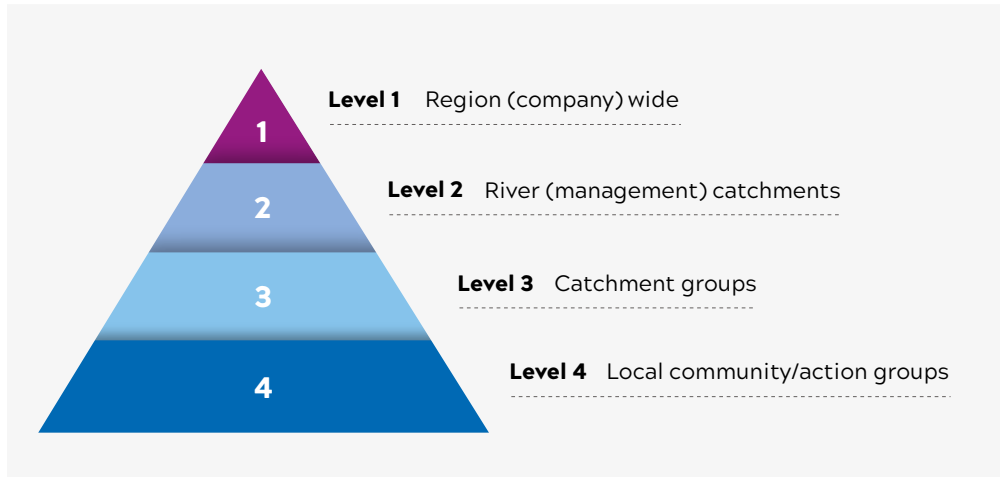 1
Level 1 Region (company) wide
2
Level 2 River (management) catchments
3
Level 3 Catchment groups
4
Level 4 Local community/action groups